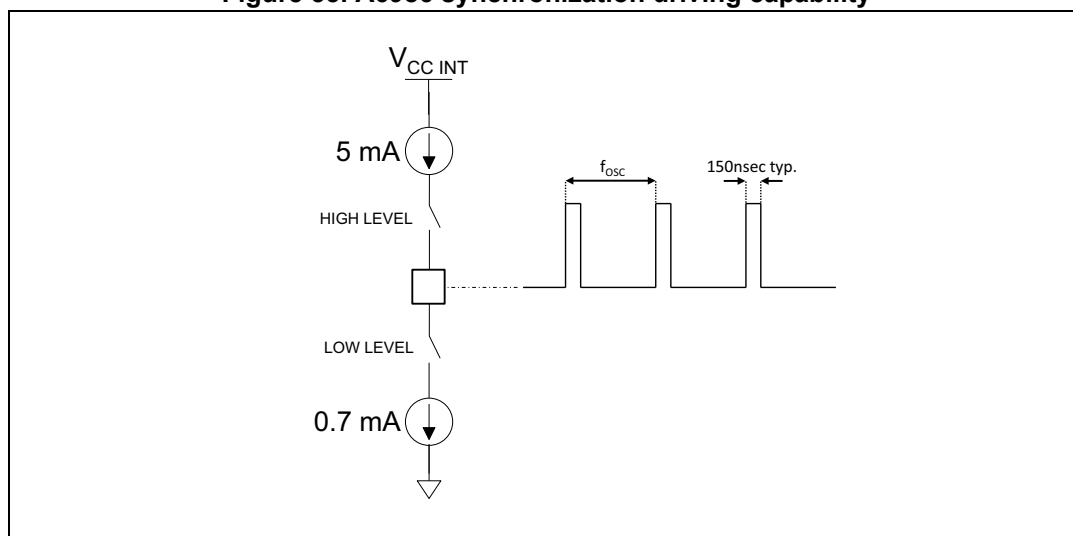 V_CC INT
5 mA
f_OSC
150nsec typ.
HIGH LEVEL
LOW LEVEL
0.7 mA